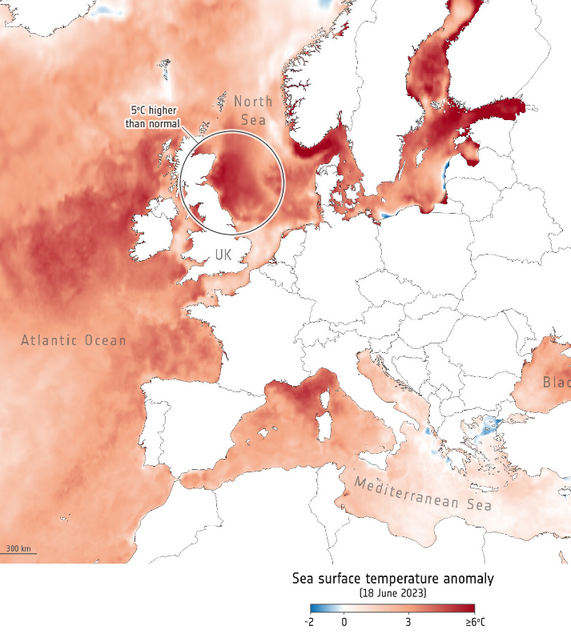 North
Sea
5°C higher
than normal
UK
Atlantic Ocean
Blac
Mediterranean Sea
300 km
Sea surface temperature anomaly
(18 June 2023)
-2 0 3 ≥6°C